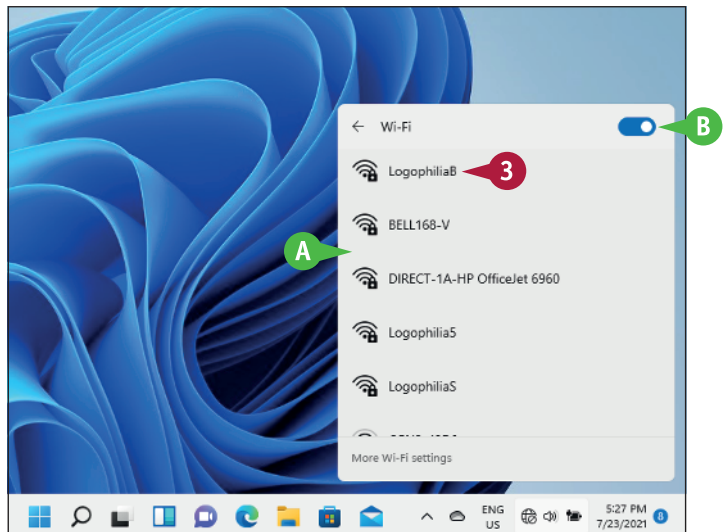 Wi-Fi
B
LogophiliaB
3
BELL168-V
A
DIRECT-1A-HP OfficeJet 6960
Logophilia5
LogophiliaS
More Wi-Fi settings
ENG
US
5:27 PM
7/23/2021
8